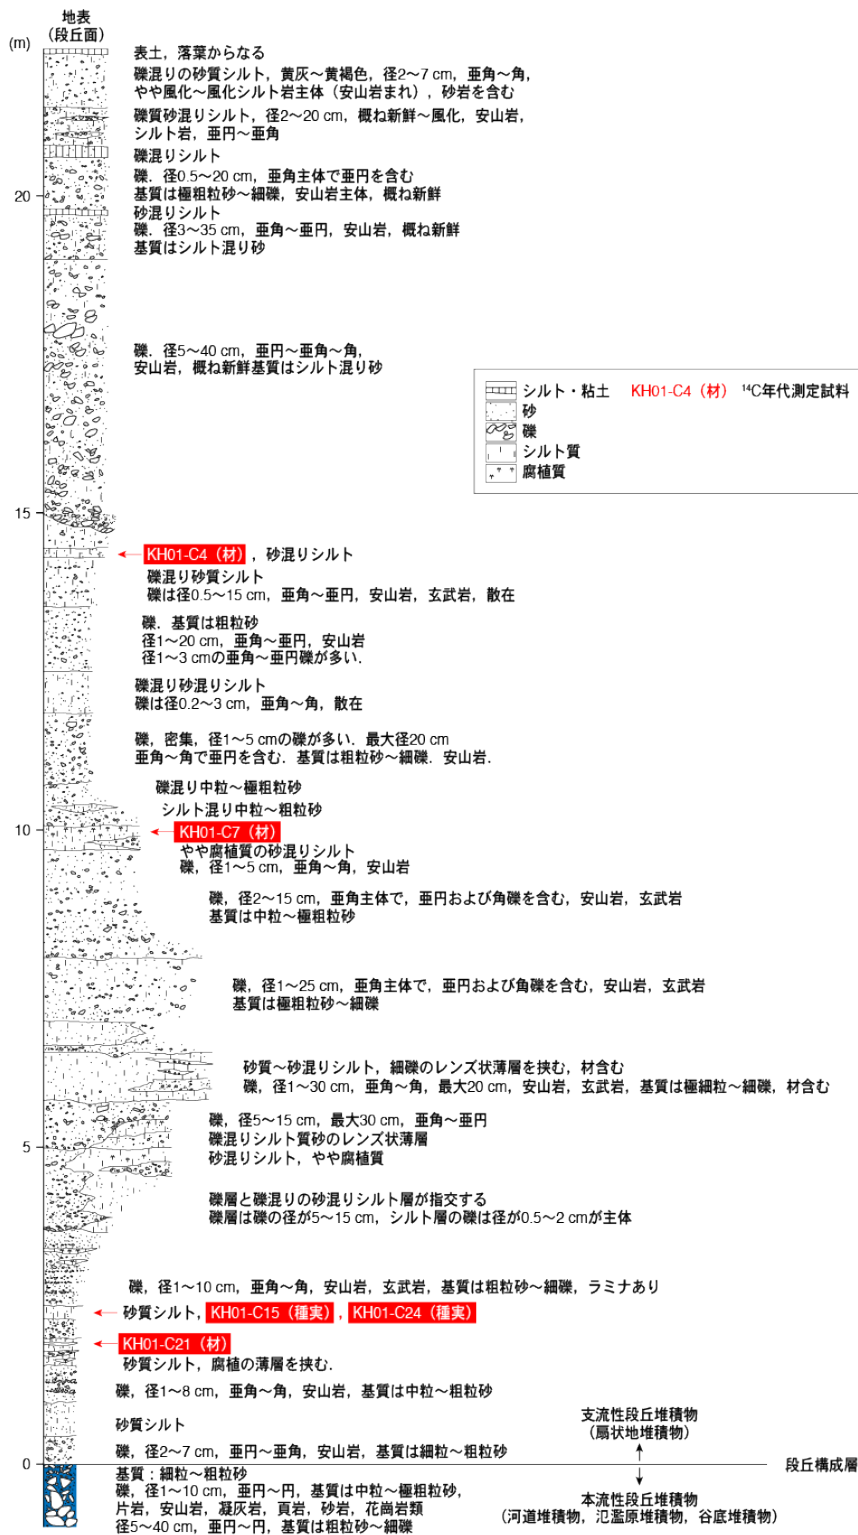 地表
（段丘面）
(m)
表土，落葉からなる
礫混りの砂質シルト，黄灰～黄褐色，径2～7 cm，亜角～角，
やや風化～風化シルト岩主体（安山岩まれ），砂岩を含む
礫質砂混りシルト，径2～20 cm，概ね新鮮～風化，安山岩，
シルト岩，亜円～亜角
礫混りシルト
礫．径0.5～20 cm，亜角主体で亜円を含む
基質は極粗粒砂～細礫，安山岩主体，概ね新鮮
20
砂混りシルト
礫．径3～35 cm，亜角～亜円，安山岩，概ね新鮮
基質はシルト混り砂
礫．径5～40 cm，亜円～亜角～角，
安山岩，概ね新鮮基質はシルト混り砂
シルト・粘土 KH01-C4（材） ¹⁴C年代測定試料
砂
礫
シルト質
腐植質
15
KH01-C4（材），砂混りシルト
礫混り砂質シルト
礫は径0.5～15 cm，亜角～亜円，安山岩，玄武岩，散在
礫．基質は粗粒砂
径1～20 cm，亜角～亜円，安山岩
径1～3 cmの亜角～亜円礫が多い．
礫混り砂混りシルト
礫は径0.2～3 cm，亜角～角，散在
礫，密集，径1～5 cmの礫が多い．最大径20 cm
亜角～角で亜円を含む．基質は粗粒砂～細礫．安山岩．
礫混り中粒～極粗粒砂
シルト混り中粒～粗粒砂
10
KH01-C7（材）
やや腐植質の砂混りシルト
礫，径1～5 cm，亜角～角，安山岩
礫，径2～15 cm，亜角主体で，亜円および角礫を含む，安山岩，玄武岩
基質は中粒～極粗粒砂
礫，径1～25 cm，亜角主体で，亜円および角礫を含む，安山岩，玄武岩
基質は極粗粒砂～細礫
砂質～砂混りシルト，細礫のレンズ状薄層を挟む，材含む
礫，径1～30 cm，亜角～角，最大20 cm，安山岩，玄武岩，基質は極細粒～細礫，材含む
礫，径5～15 cm，最大30 cm，亜角～亜円
礫混りシルト質砂のレンズ状薄層
5
砂混りシルト，やや腐植質
礫層と礫混りの砂混りシルト層が指交する
礫層は礫の径が5～15 cm，シルト層の礫は径が0.5～2 cmが主体
礫，径1～10 cm，亜角～角，安山岩，玄武岩，基質は粗粒砂～細礫，ラミナあり
砂質シルト，KH01-C15（種実），KH01-C24（種実）
KH01-C21（材）
砂質シルト，腐植の薄層を挟む．
礫，径1～8 cm，亜角～角，安山岩，基質は中粒～粗粒砂
砂質シルト
支流性段丘堆積物
（扇状地堆積物）
礫，径2～7 cm，亜円～亜角，安山岩，基質は細粒～粗粒砂
0
段丘構成層
基質：細粒～粗粒砂
礫，径1～10 cm，亜円～円，基質は中粒～極粗粒砂，
片岩，安山岩，凝灰岩，頁岩，砂岩，花崗岩類
径5～40 cm，亜円～円，基質は粗粒砂～細礫
本流性段丘堆積物
（河道堆積物，氾濫原堆積物，谷底堆積物）